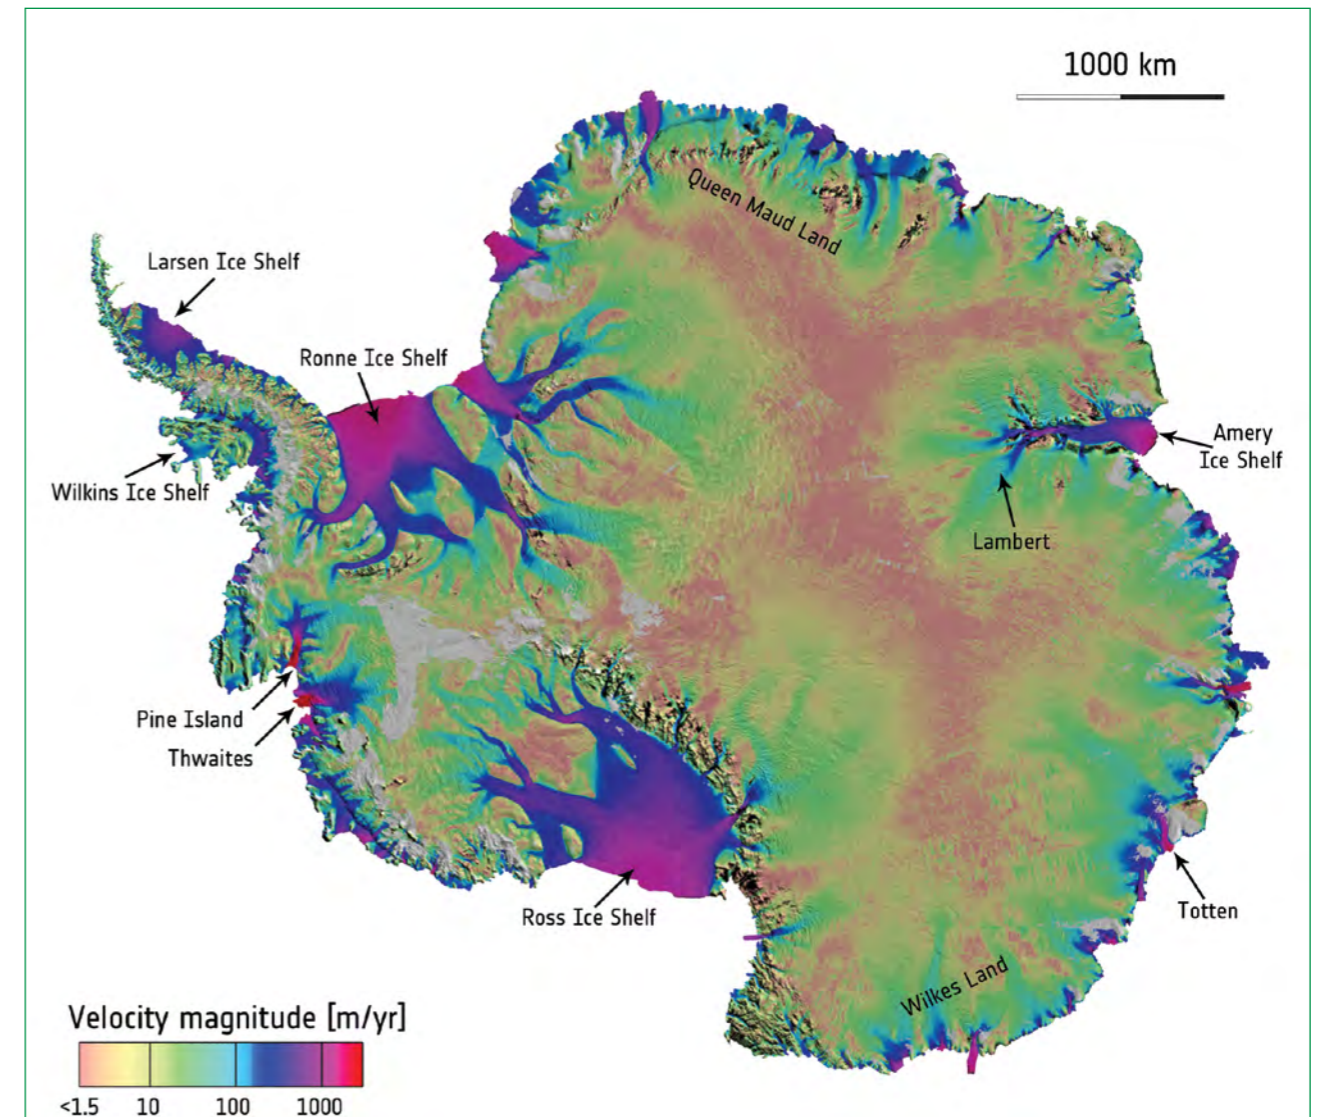 1000 km
Queen Maud Land
Larsen Ice Shelf
Ronne Ice Shelf
Amery
Ice Shelf
Wilkins Ice Shelf
Lambert
Pine Island
Thwaites
Ross Ice Shelf
Totten
Wilkes Land
Velocity magnitude [m/yr]
<1.5 10 100 1000